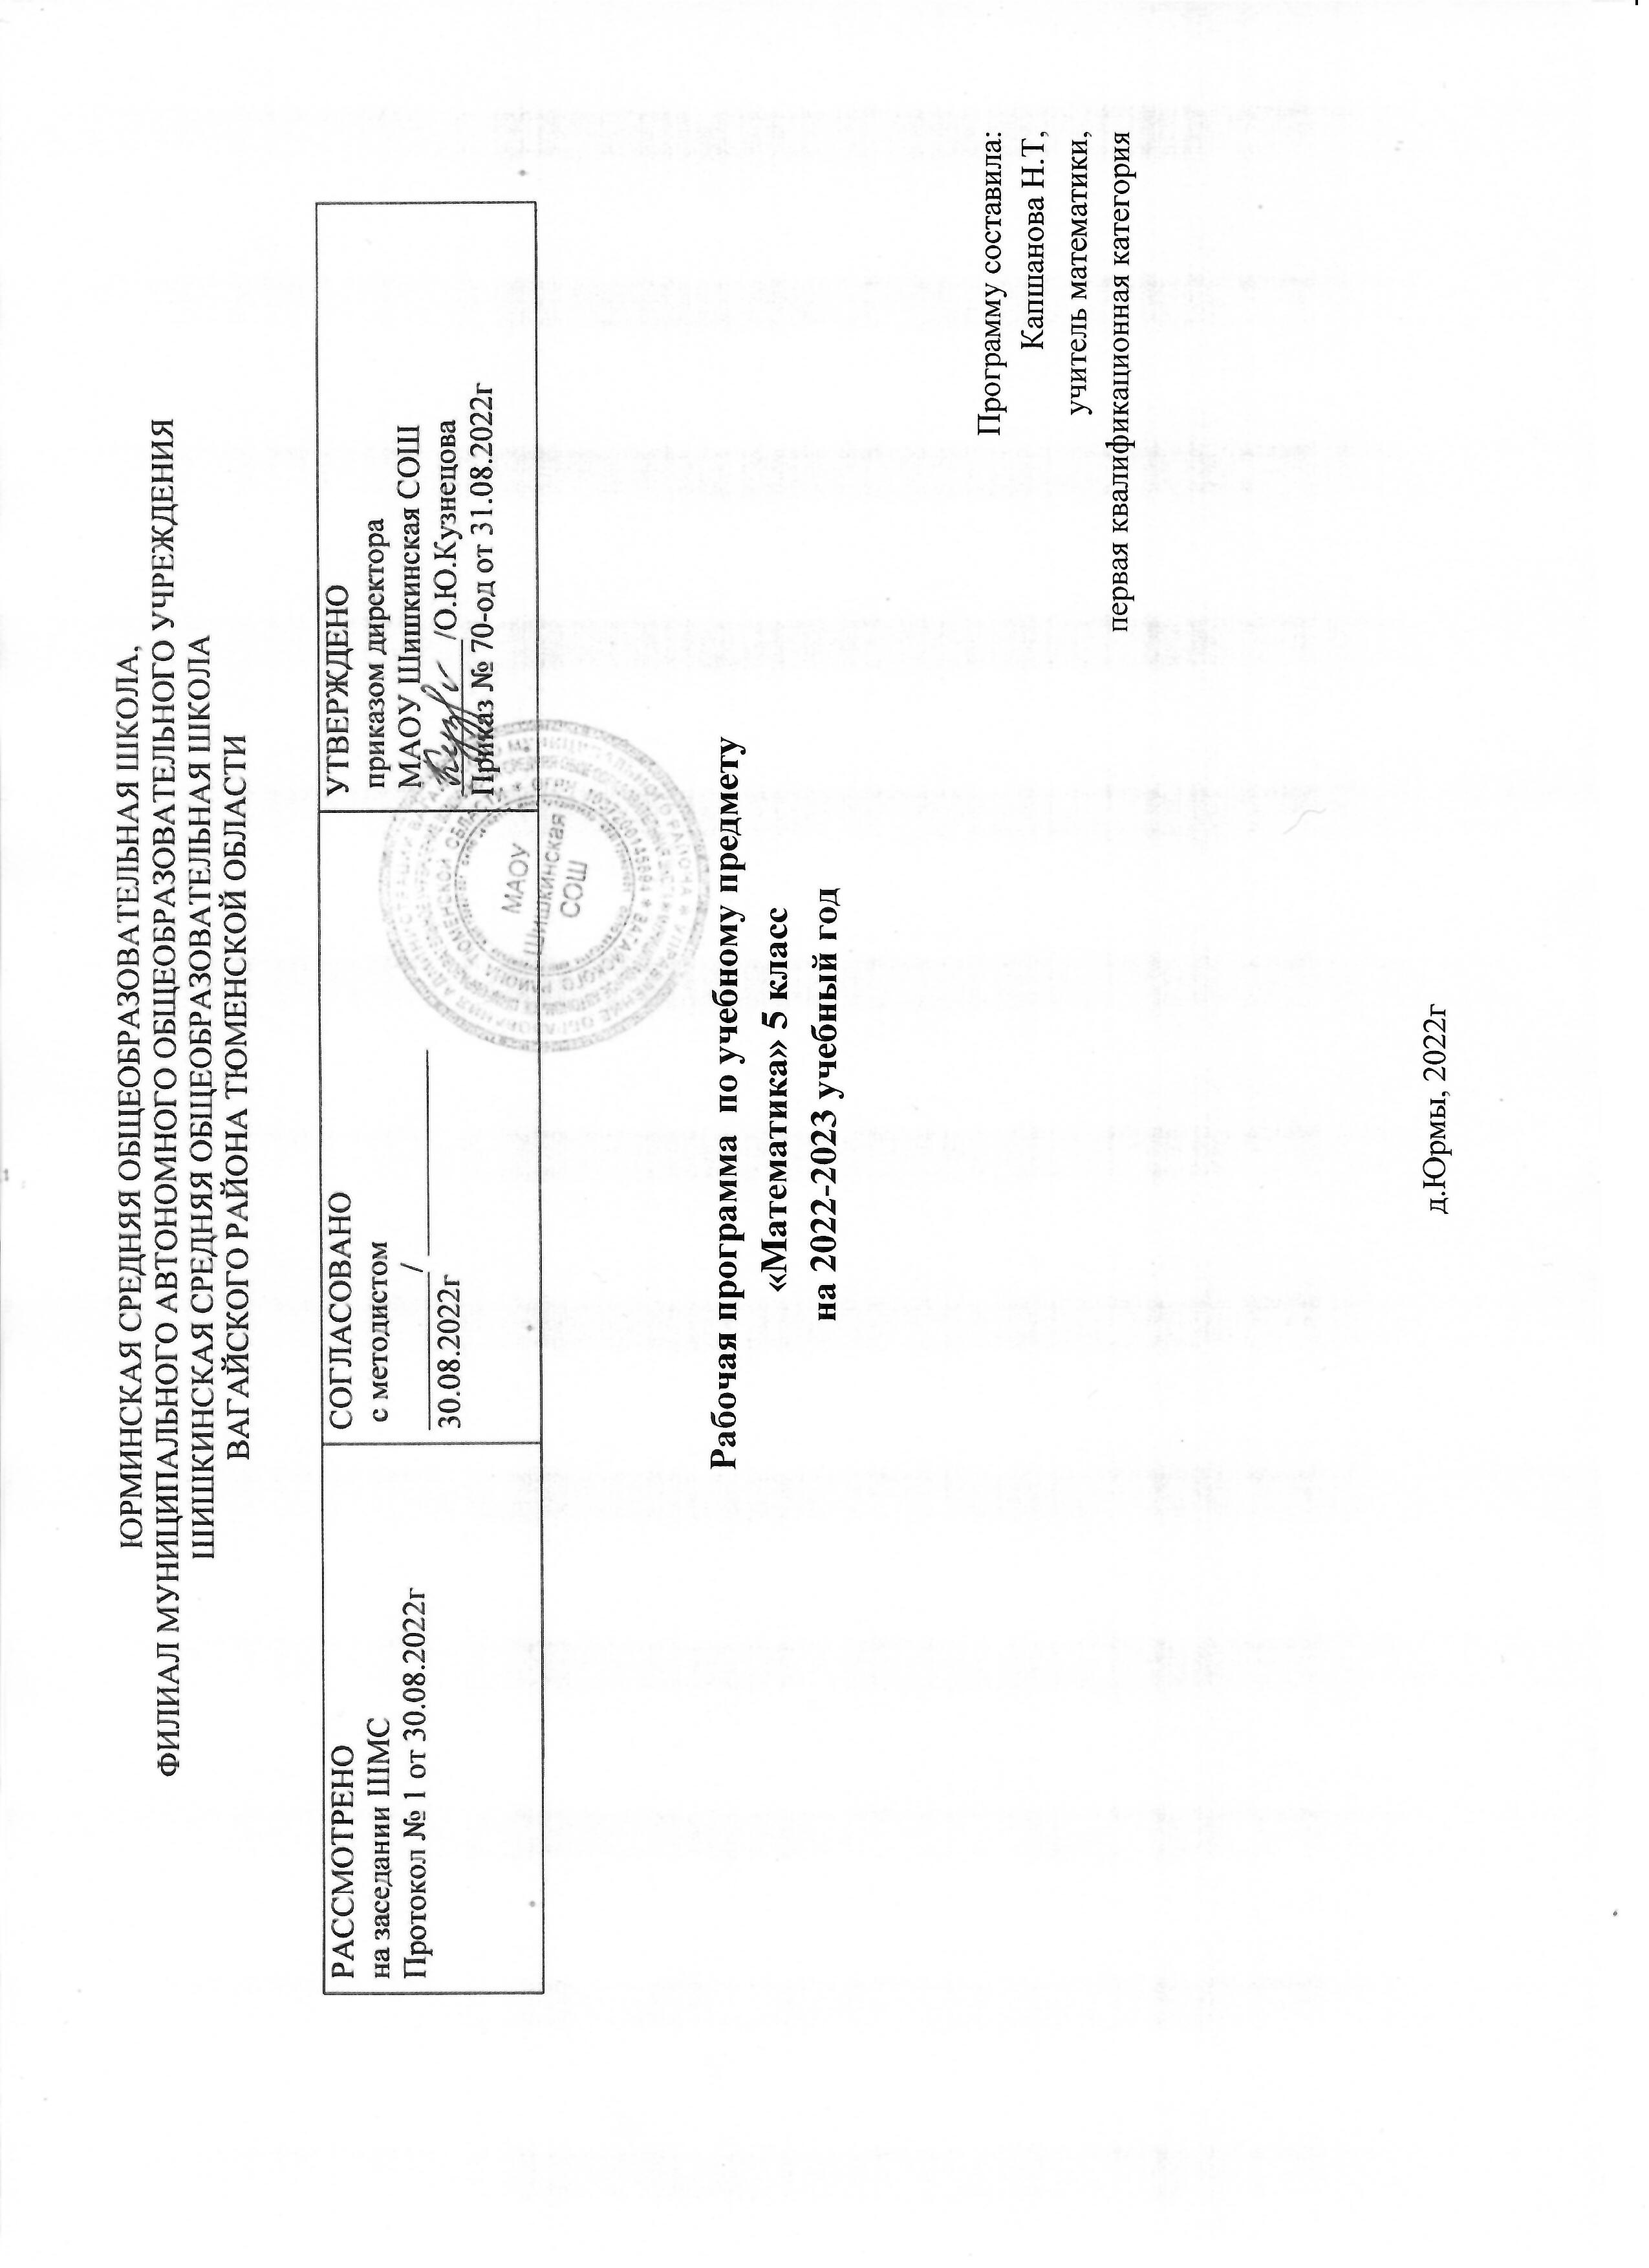 ЮРМИНСКАЯ СРЕДНЯЯ ОБЩЕОБРАЗОВАТЕЛЬНАЯ ШКОЛА,
ФИЛИАЛ МУНИЦИПАЛЬНОГО АВТОНОМНОГО ОБЩЕОБРАЗОВАТЕЛЬНОГО УЧРЕЖДЕНИЯ
ШИШКИНСКАЯ СРЕДНЯЯ ОБЩЕОБРАЗОВАТЕЛЬНАЯ ШКОЛА
ВАГАЙСКОГО РАЙОНА ТЮМЕНСКОЙ ОБЛАСТИ
РАССМОТРЕНО
на заседании ШМС
Протокол № 1 от 30.08.2022г
СОГЛАСОВАНО
с методистом
__________/_____________
30.08.2022г
УТВЕРЖДЕНО
приказом директора
МАОУ Шишкинская СОШ
__________/О.Ю.Кузнецова
Приказ № 70-од от 31.08.2022г
МАОУ
Шишкинская
СОШ
Рабочая программа по учебному предмету
«Математика» 5 класс
на 2022-2023 учебный год
Программу составила:
Капшанова Н.Т,
учитель математики,
первая квалификационная категория
д.Юрмы, 2022г